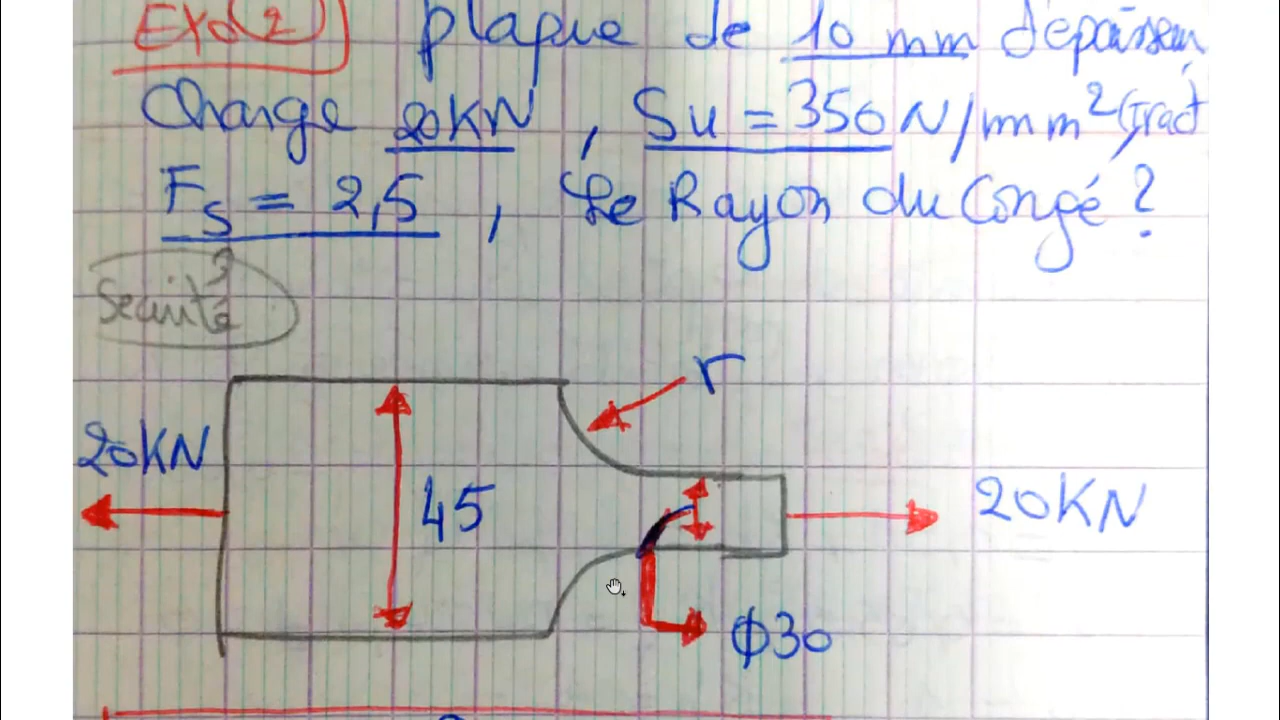 Exo(2) Plaque de 10 mm d'épaisseur
Charge 20KN , Su = 350 N/mm² (Tract
Fs = 2,5 , Le Rayon du Congé ?
Sécurité
r
20KN
45
20KN
ϕ30